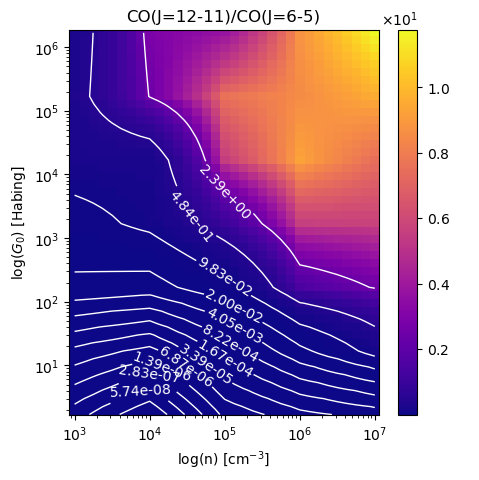 CO(J=12-11)/CO(J=6-5)
×10¹
10⁶
10⁵
10⁴
10³
10²
10¹
log(G₀) [Habing]
2.39e+00
4.84e-01
9.83e-02
2.00e-02
4.05e-03
8.22e-04
1.67e-04
3.39e-05
6.87e-06
1.39e-06
2.83e-07
5.74e-08
1.0
0.8
0.6
0.4
0.2
10³ 10⁴ 10⁵ 10⁶ 10⁷
log(n) [cm⁻³]